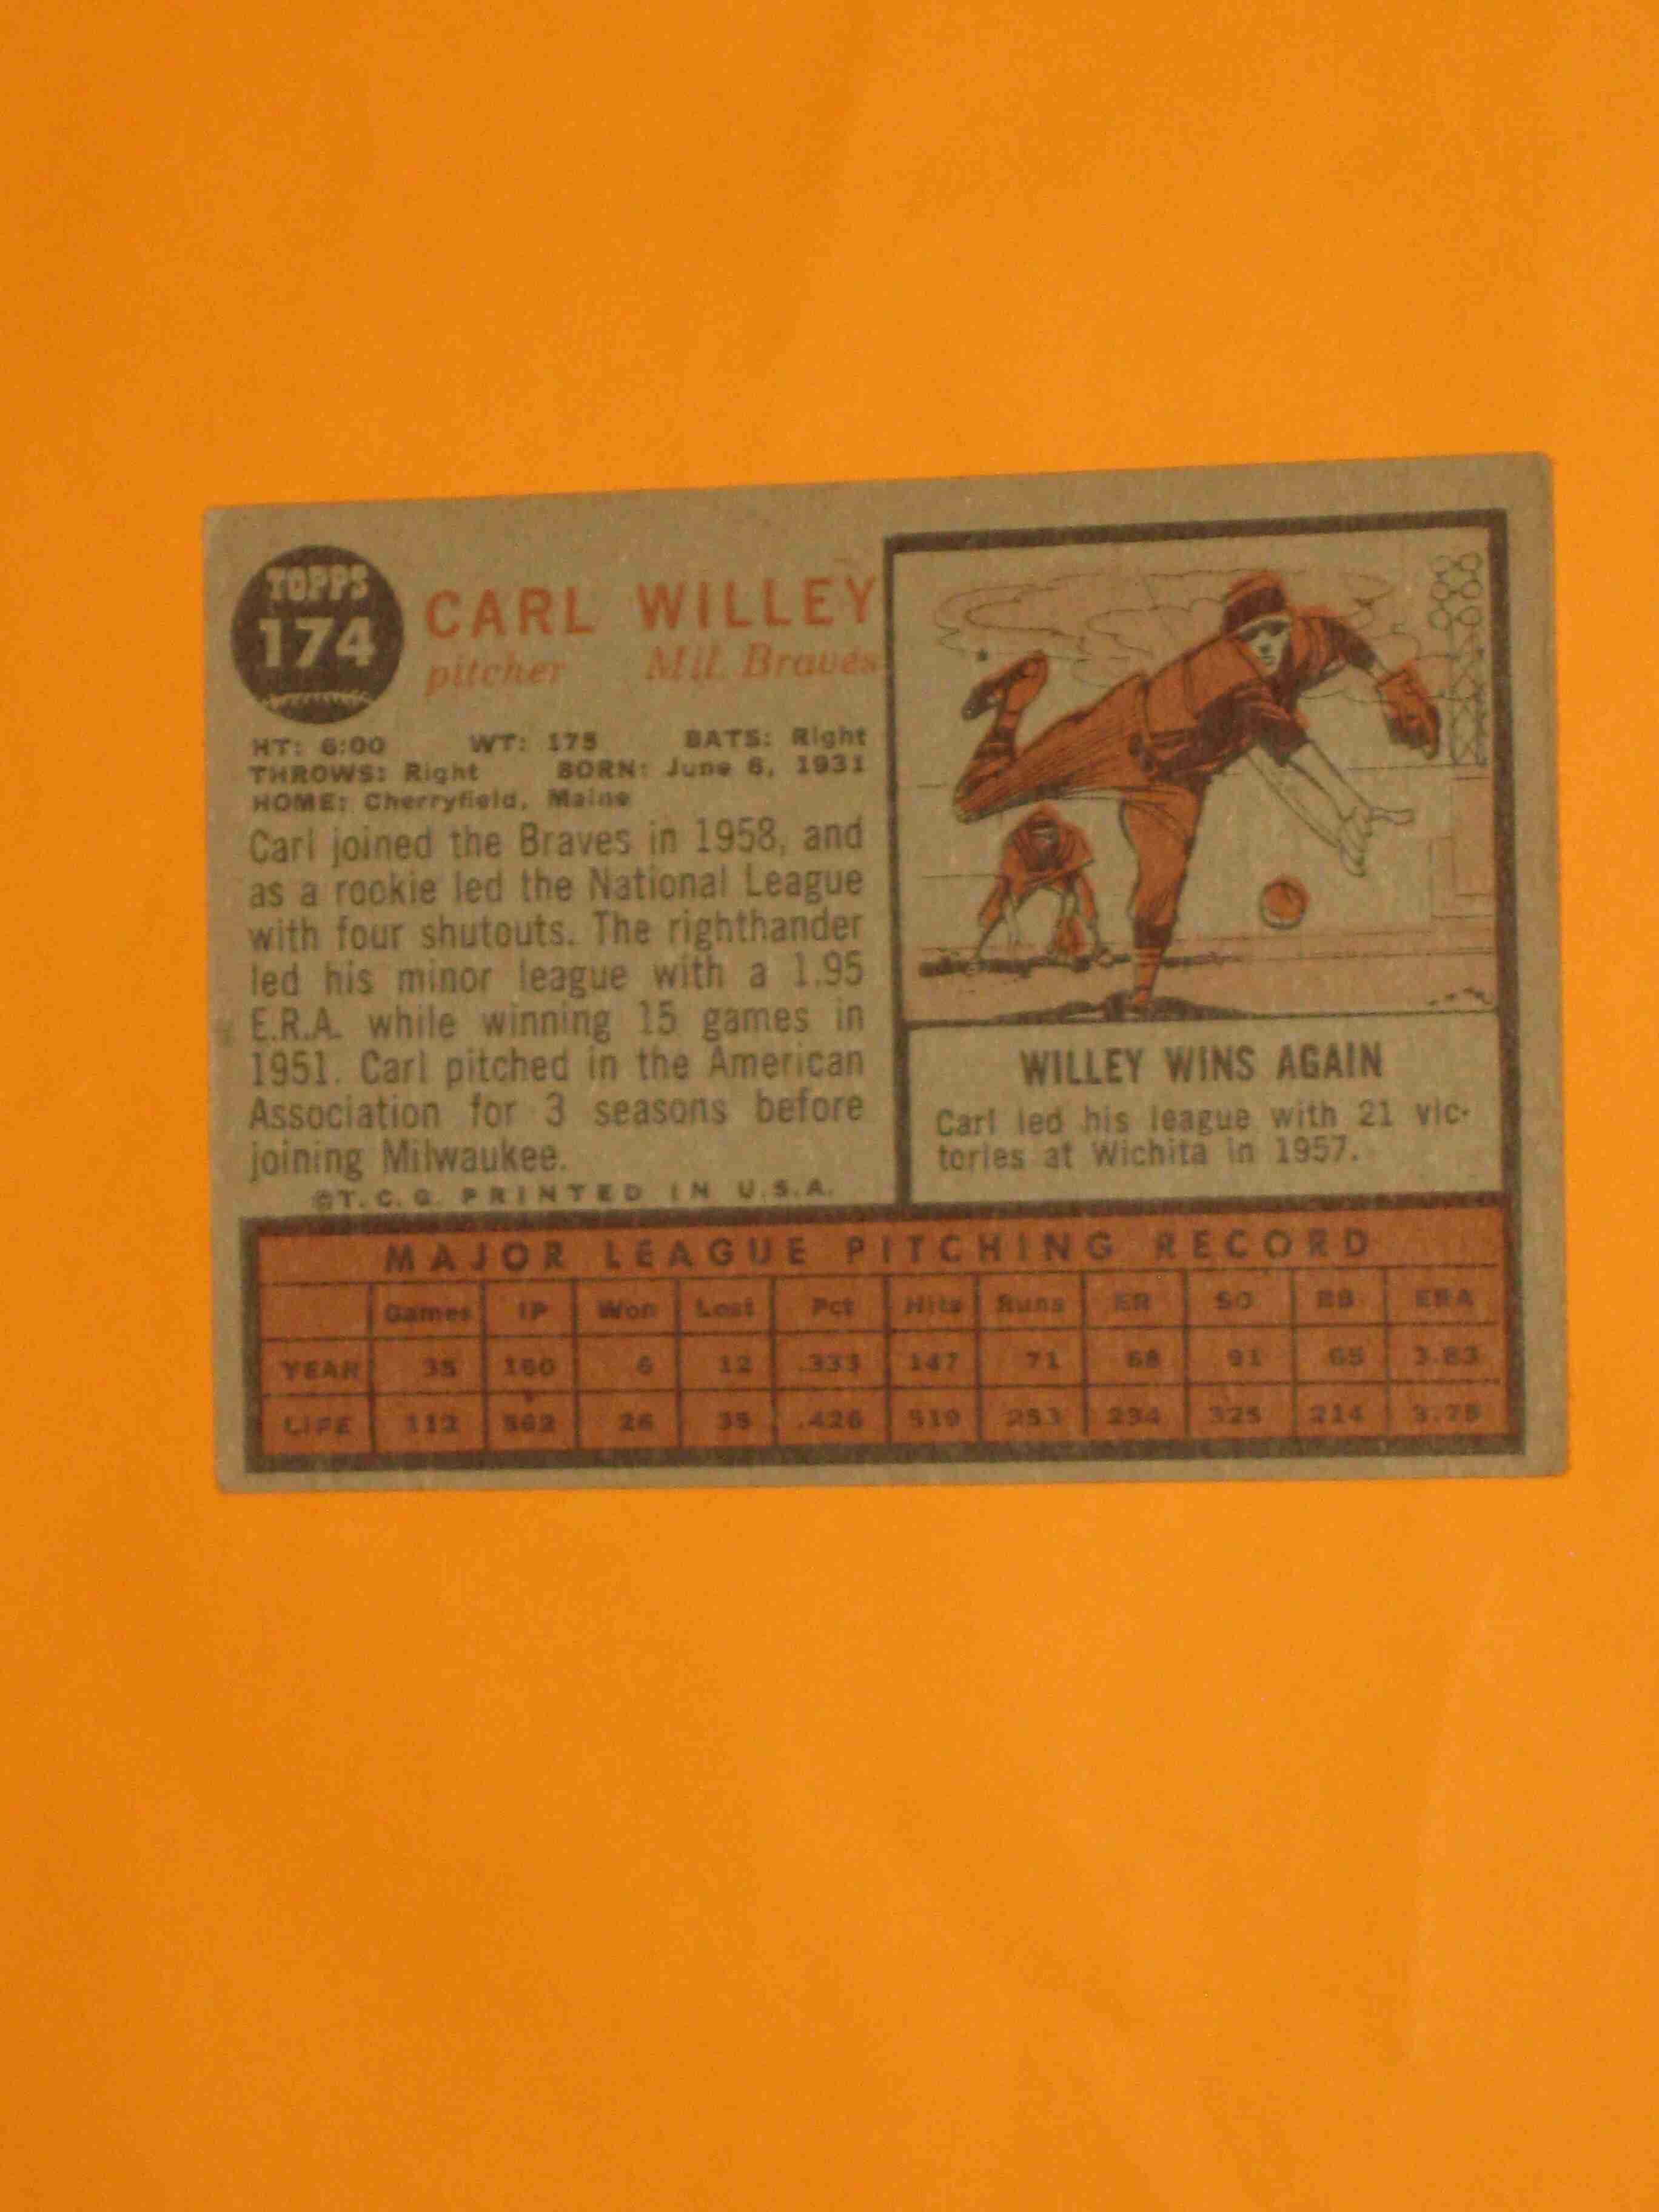 TOPPS
174
CARL WILLEY
pitcher Mil. Braves
HT: 6:00 WT: 175 BATS: Right
THROWS: Right BORN: June 6, 1931
HOME: Cherryfield, Maine
Carl joined the Braves in 1958, and
as a rookie led the National League
with four shutouts. The righthander
led his minor league with a 1.95
E.R.A. while winning 15 games in
1951. Carl pitched in the American
Association for 3 seasons before
joining Milwaukee.
©T. C. G. PRINTED IN U.S.A.
WILLEY WINS AGAIN
Carl led his league with 21 vic-
tories at Wichita in 1957.
MAJOR LEAGUE PITCHING RECORD
Games IP Won Lost Pct Hits Runs ER SO BB ERA
YEAR 35 160 6 12 .333 147 71 68 91 65 3.83
LIFE 112 562 26 35 .426 519 253 234 325 214 3.75